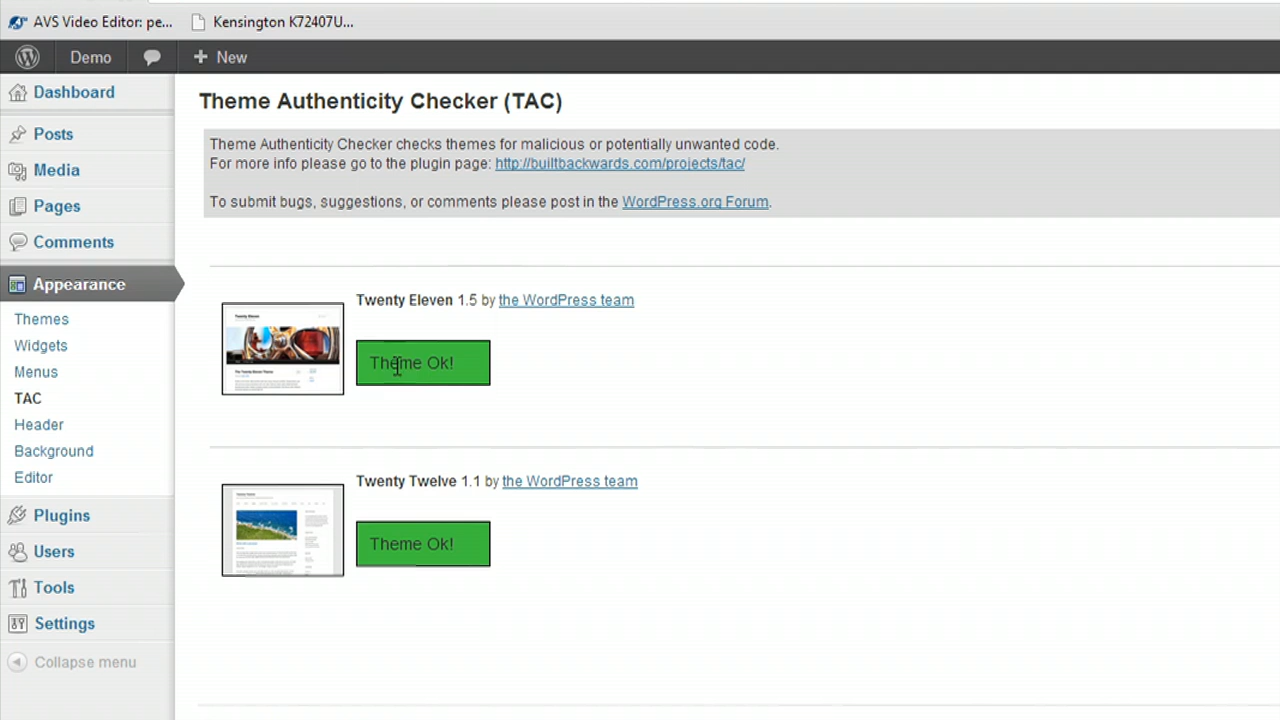 AVS Video Editor: pe...
Kensington K72407U...
Demo
New
Dashboard
Posts
Media
Pages
Comments
Appearance
Themes
Widgets
Menus
TAC
Header
Background
Editor
Plugins
Users
Tools
Settings
Collapse menu
Theme Authenticity Checker (TAC)
Theme Authenticity Checker checks themes for malicious or potentially unwanted code.
For more info please go to the plugin page: http://builtbackwards.com/projects/tac/
To submit bugs, suggestions, or comments please post in the WordPress.org Forum.
Twenty Eleven 1.5 by the WordPress team
Theme Ok!
Twenty Twelve 1.1 by the WordPress team
Theme Ok!